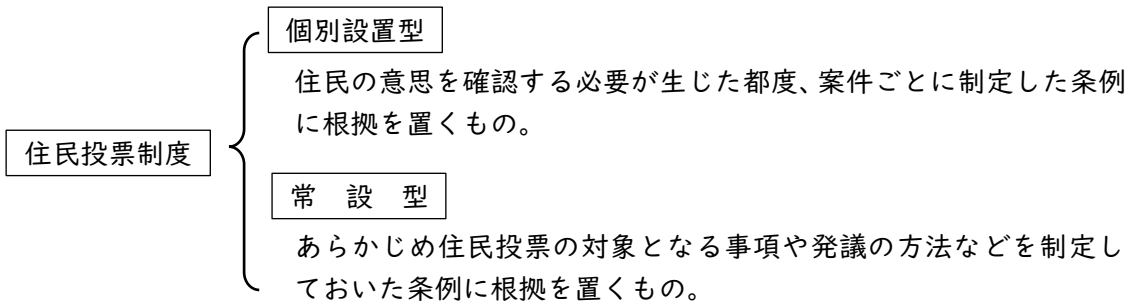 個別設置型
住民の意思を確認する必要が生じた都度、案件ごとに制定した条例
に根拠を置くもの。
住民投票制度
常設型
あらかじめ住民投票の対象となる事項や発議の方法などを制定し
ておいた条例に根拠を置くもの。